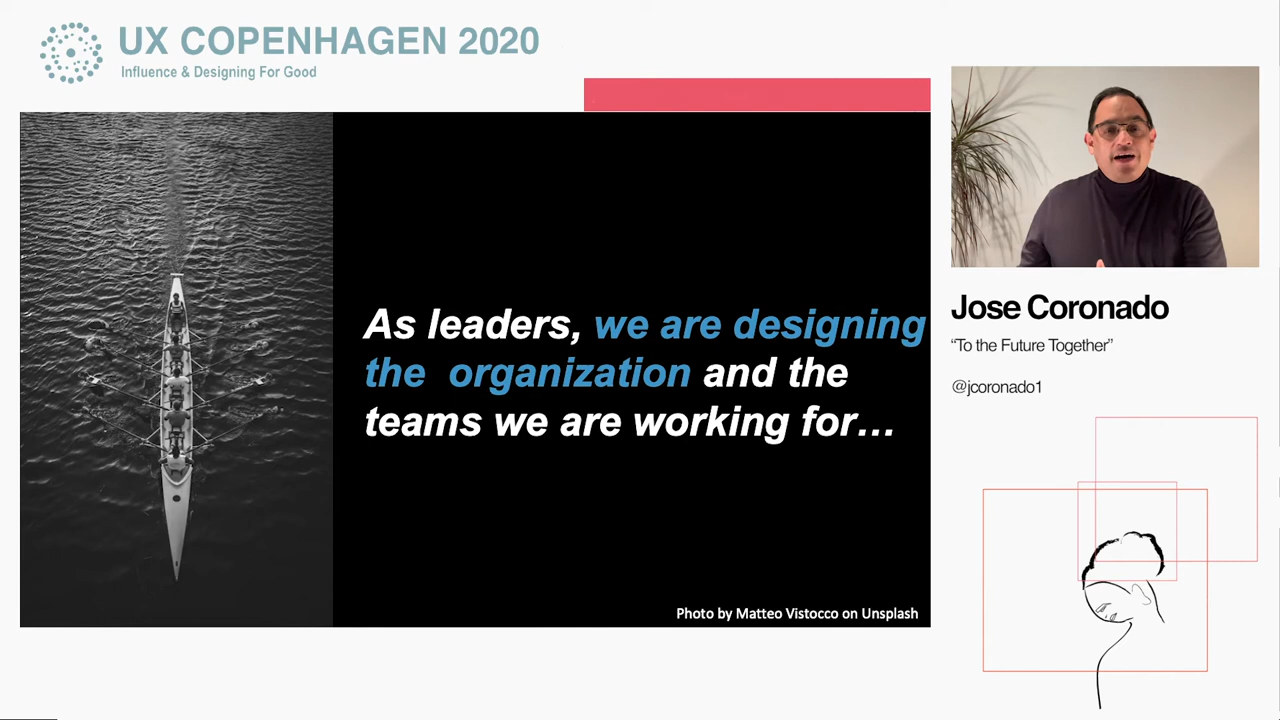 UX COPENHAGEN 2020
Influence & Designing For Good
As leaders, we are designing
the organization and the
teams we are working for…
Photo by Matteo Vistocco on Unsplash
Jose Coronado
“To the Future Together”
@jcoronado1